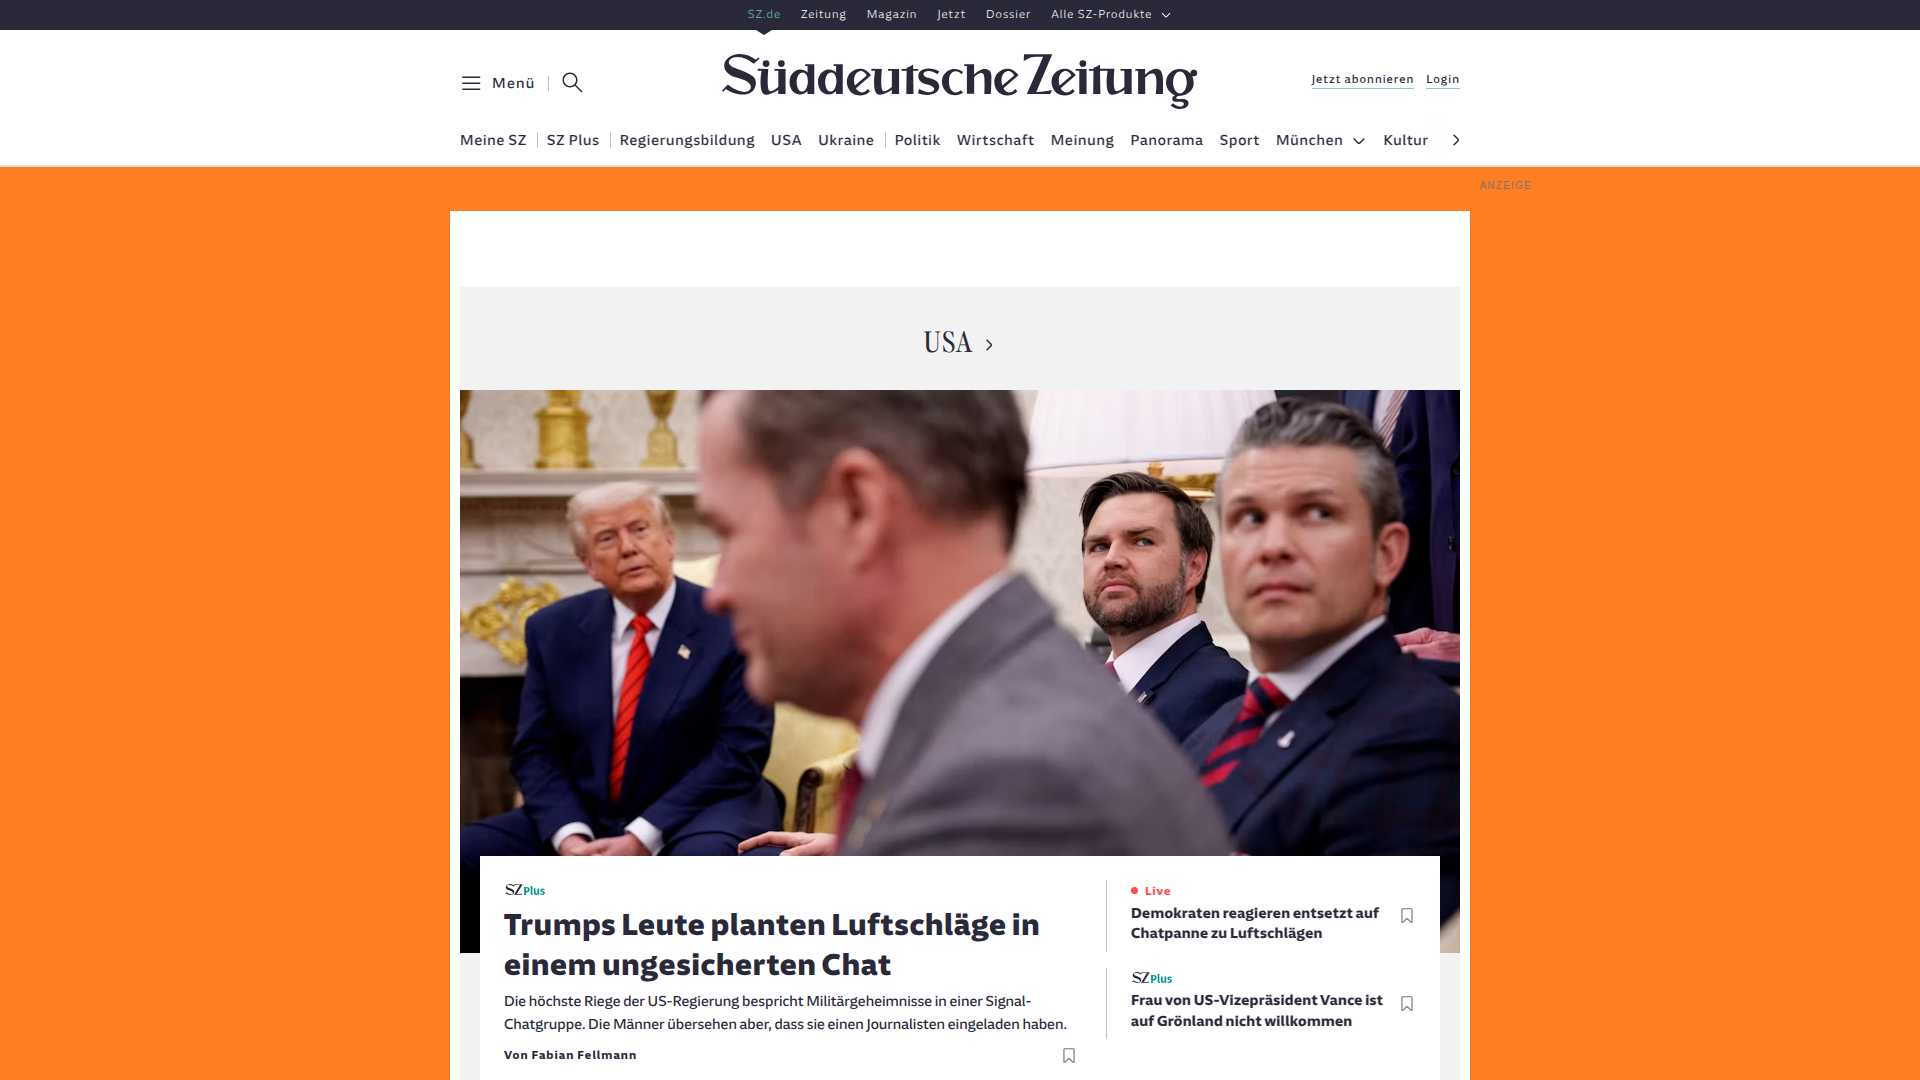 SZ.de Zeitung Magazin Jetzt Dossier Alle SZ-Produkte
Menü
Süddeutsche Zeitung
Jetzt abonnieren Login
Meine SZ SZ Plus Regierungsbildung USA Ukraine Politik Wirtschaft Meinung Panorama Sport München Kultur
ANZEIGE
USA
SZ Plus
Trumps Leute planten Luftschläge in
einem ungesicherten Chat
Die höchste Riege der US-Regierung bespricht Militärgeheimnisse in einer Signal-
Chatgruppe. Die Männer übersehen aber, dass sie einen Journalisten eingeladen haben.
Von Fabian Fellmann
Live
Demokraten reagieren entsetzt auf
Chatpanne zu Luftschlägen
SZ Plus
Frau von US-Vizepräsident Vance ist
auf Grönland nicht willkommen